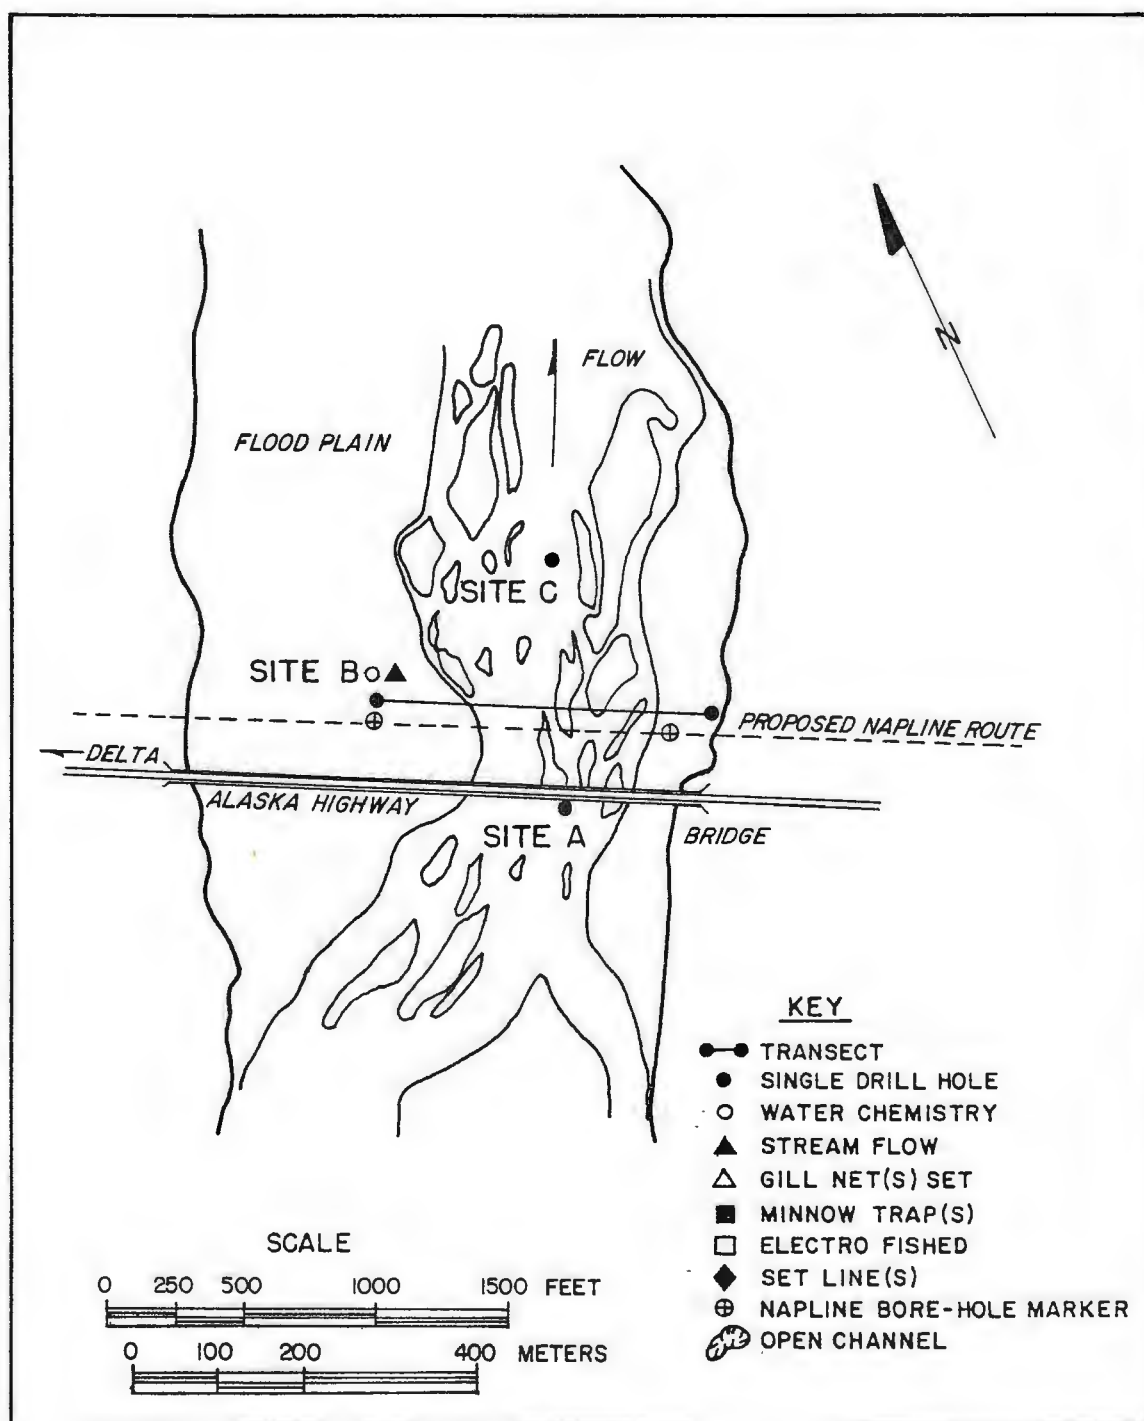 N
FLOW
FLOOD PLAIN
SITE C
SITE B
PROPOSED NAPLINE ROUTE
DELTA
ALASKA HIGHWAY
SITE A
BRIDGE
KEY
TRANSECT
SINGLE DRILL HOLE
WATER CHEMISTRY
STREAM FLOW
GILL NET(S) SET
MINNOW TRAP(S)
ELECTRO FISHED
SET LINE(S)
NAPLINE BORE-HOLE MARKER
OPEN CHANNEL
SCALE
0 250 500 1000 1500 FEET
0 100 200 400 METERS